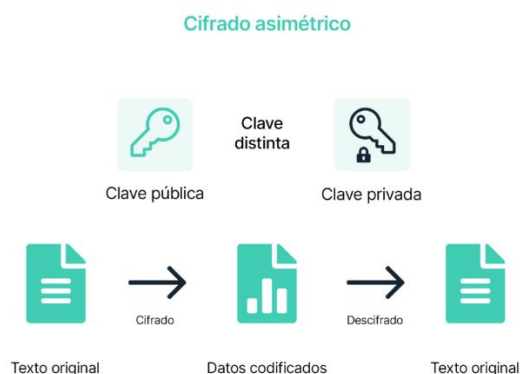 Cifrado asimétrico
Clave
distinta
Clave pública
Clave privada
Cifrado
Descifrado
Texto original
Datos codificados
Texto original